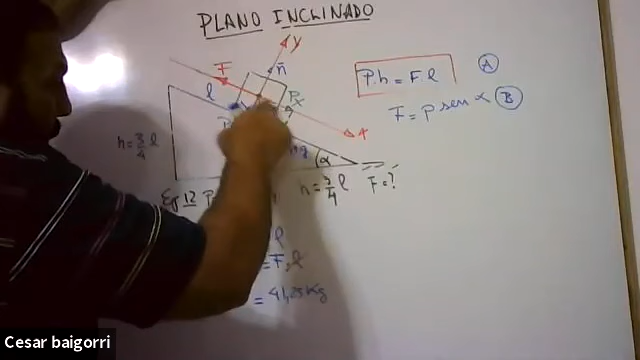 PLANO INCLINADO
y
F
n
l
Px
P.h = F.l
A
F = P sen α
B
x
h = 3/4 l
α
Ej 12 P
h = 3/4 l
F = ?
l
= F.l
= 41,25 Kg
Cesar baigorri